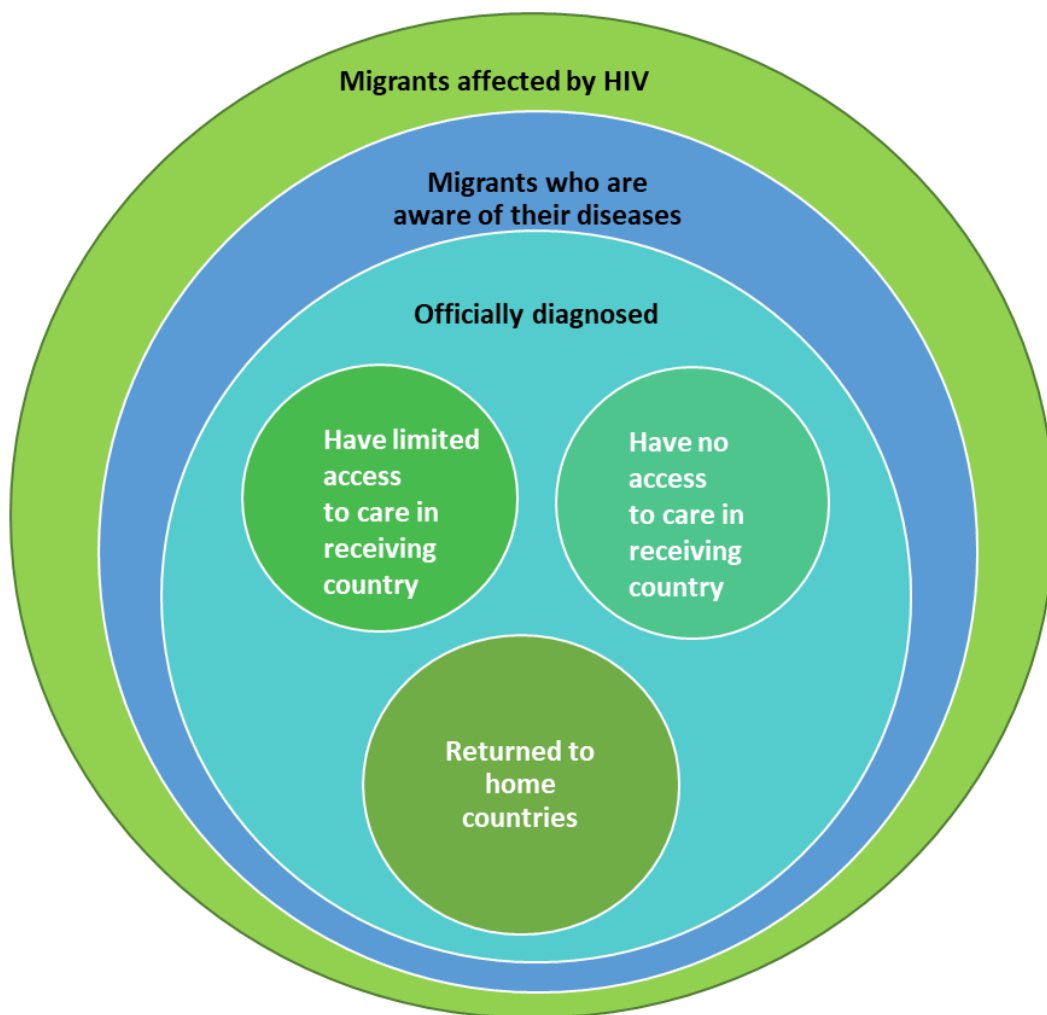 Migrants affected by HIV
Migrants who are
aware of their diseases
Officially diagnosed
Have limited
access
to care in
receiving
country
Have no
access
to care in
receiving
country
Returned to
home
countries